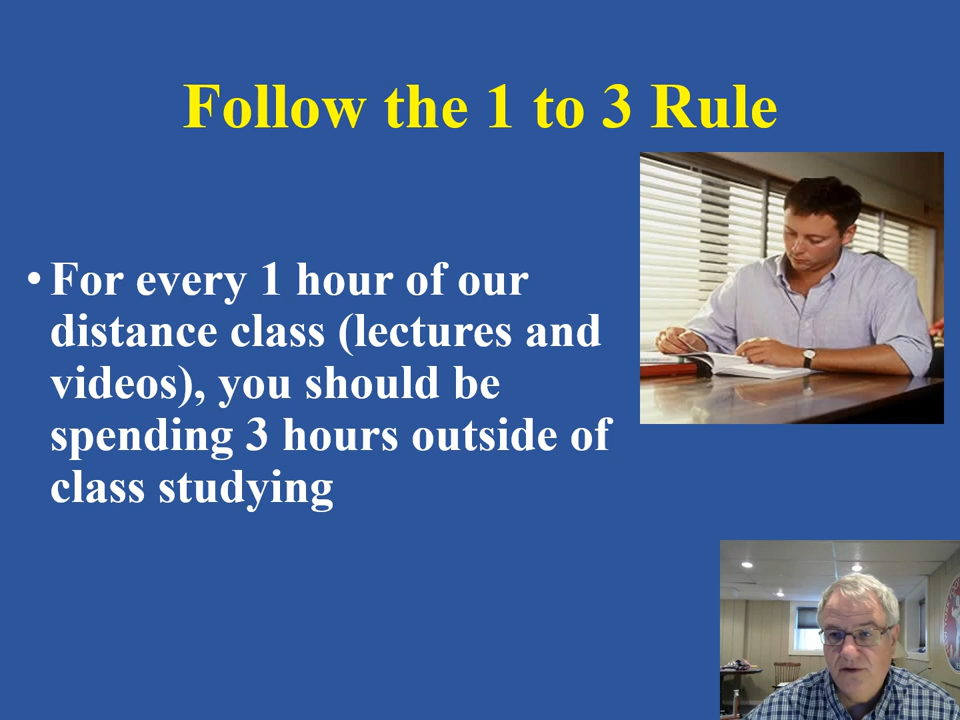 Follow the 1 to 3 Rule
• For every 1 hour of our
distance class (lectures and
videos), you should be
spending 3 hours outside of
class studying